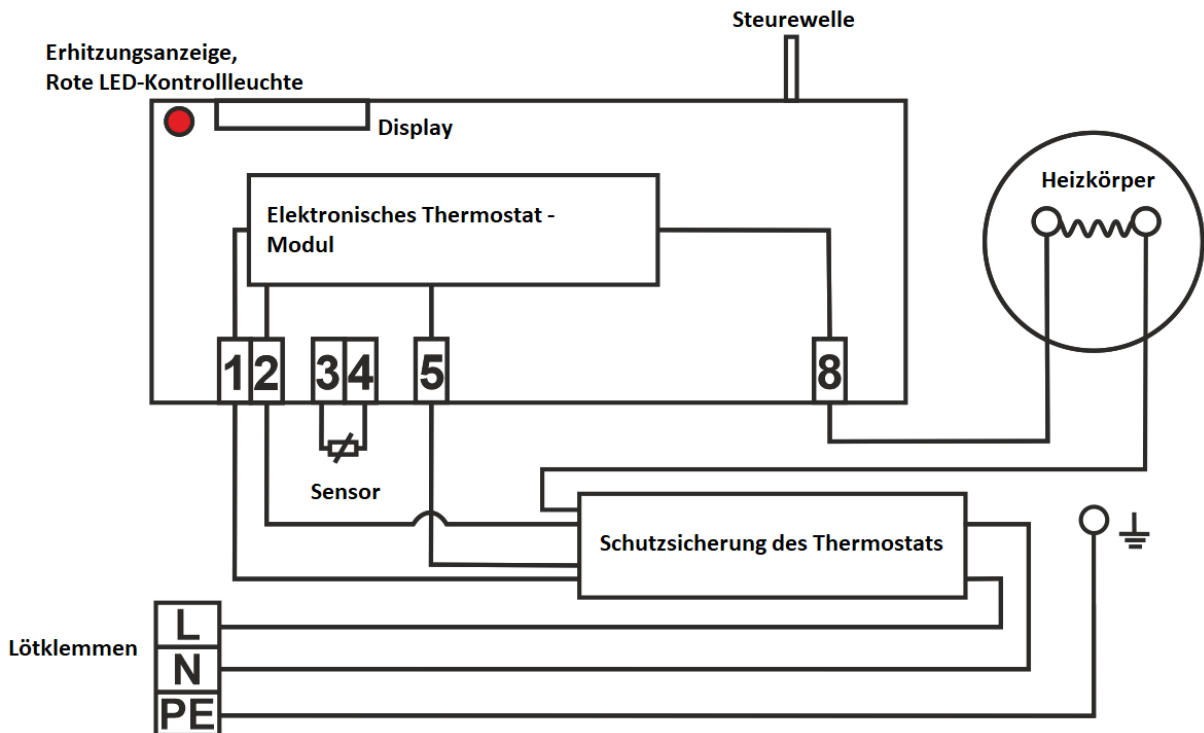 Steurewelle
Erhitzungsanzeige,
Rote LED-Kontrollleuchte
Display
Heizkörper
Elektronisches Thermostat -
Modul
1 2 3 4 5 8
Sensor
Schutzsicherung des Thermostats
Lötklemmen
L
N
PE